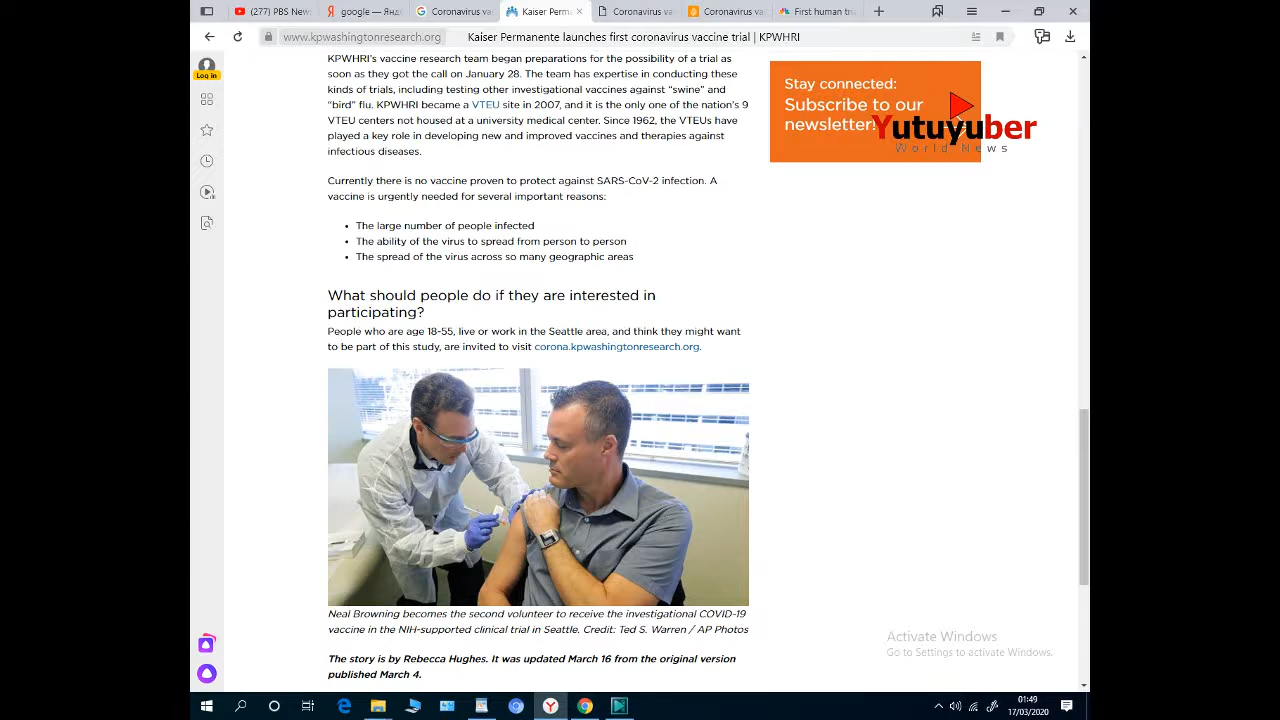 (277) PBS News
google — Янд
Coronavirus va
Kaiser Perma
Coronavirus va
Coronavirus va
First human tri
www.kpwashingtonresearch.org
Kaiser Permanente launches first coronavirus vaccine trial | KPWHRI
Log in
KPWHRI's vaccine research team began preparations for the possibility of a trial as
soon as they got the call on January 28. The team has expertise in conducting these
kinds of trials, including testing other investigational vaccines against “swine” and
“bird” flu. KPWHRI became a VTEU site in 2007, and it is the only one of the nation's 9
VTEU centers not housed at a university medical center. Since 1962, the VTEUs have
played a key role in developing new and improved vaccines and therapies against
infectious diseases.
Currently there is no vaccine proven to protect against SARS-CoV-2 infection. A
vaccine is urgently needed for several important reasons:
• The large number of people infected
• The ability of the virus to spread from person to person
• The spread of the virus across so many geographic areas
What should people do if they are interested in
participating?
People who are age 18-55, live or work in the Seattle area, and think they might want
to be part of this study, are invited to visit corona.kpwashingtonresearch.org.
Neal Browning becomes the second volunteer to receive the investigational COVID-19
vaccine in the NIH-supported clinical trial in Seattle. Credit: Ted S. Warren / AP Photos
The story is by Rebecca Hughes. It was updated March 16 from the original version
published March 4.
Stay connected:
Subscribe to our
newsletter!
Yutuyuber
World News
Activate Windows
Go to Settings to activate Windows.
01:49
17/03/2020